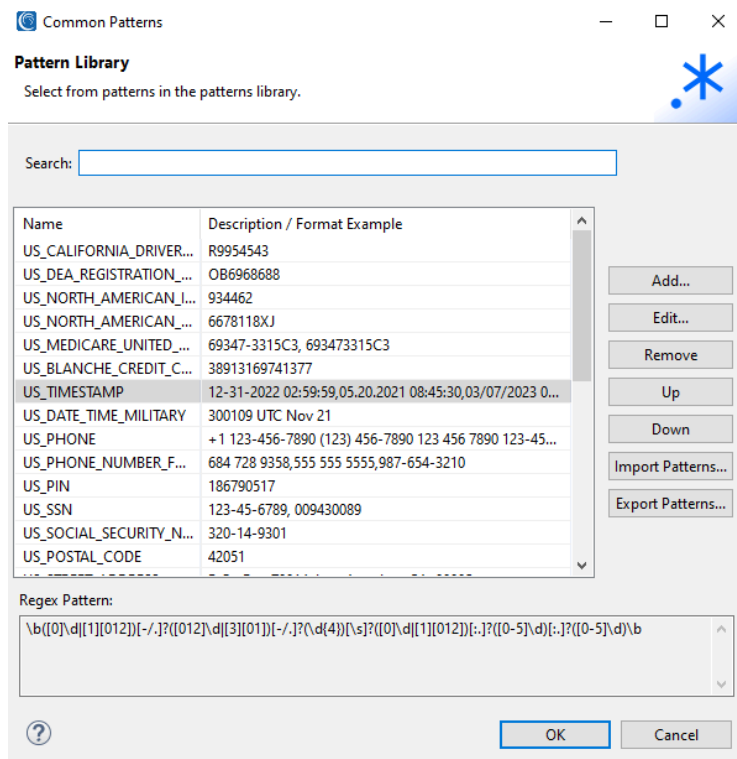 Common Patterns
Pattern Library
Select from patterns in the patterns library.
Search:
Name Description / Format Example
US_CALIFORNIA_DRIVER... R9954543
US_DEA_REGISTRATION_... OB6968688
US_NORTH_AMERICAN_I... 934462
US_NORTH_AMERICAN_... 6678118XJ
US_MEDICARE_UNITED_... 69347-3315C3, 693473315C3
US_BLANCHE_CREDIT_C... 38913169741377
US_TIMESTAMP 12-31-2022 02:59:59,05.20.2021 08:45:30,03/07/2023 0...
US_DATE_TIME_MILITARY 300109 UTC Nov 21
US_PHONE +1 123-456-7890 (123) 456-7890 123 456 7890 123-45...
US_PHONE_NUMBER_F... 684 728 9358,555 555 5555,987-654-3210
US_PIN 186790517
US_SSN 123-45-6789, 009430089
US_SOCIAL_SECURITY_N... 320-14-9301
US_POSTAL_CODE 42051
Add...
Edit...
Remove
Up
Down
Import Patterns...
Export Patterns...
Regex Pattern:
\b([0]\d|[1][012])[-/.]?([012]\d|[3][01])[-/.]?(\d{4})[\s]?([0]\d|[1][012])[:.]?([0-5]\d)[:.]?([0-5]\d)\b
OK
Cancel